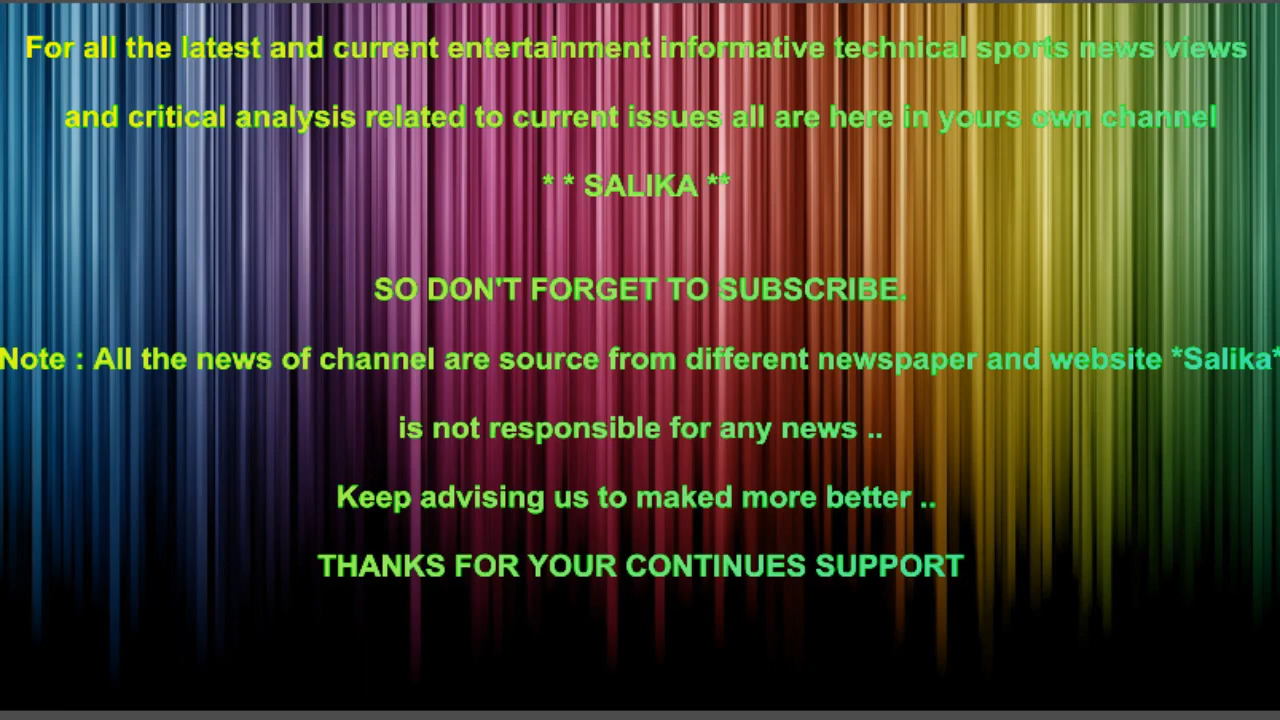 For all the latest and current entertainment informative technical sports news views
and critical analysis related to current issues all are here in yours own channel
* * SALIKA **
SO DON'T FORGET TO SUBSCRIBE.
Note : All the news of channel are source from different newspaper and website *Salika*
is not responsible for any news ..
Keep advising us to maked more better ..
THANKS FOR YOUR CONTINUES SUPPORT